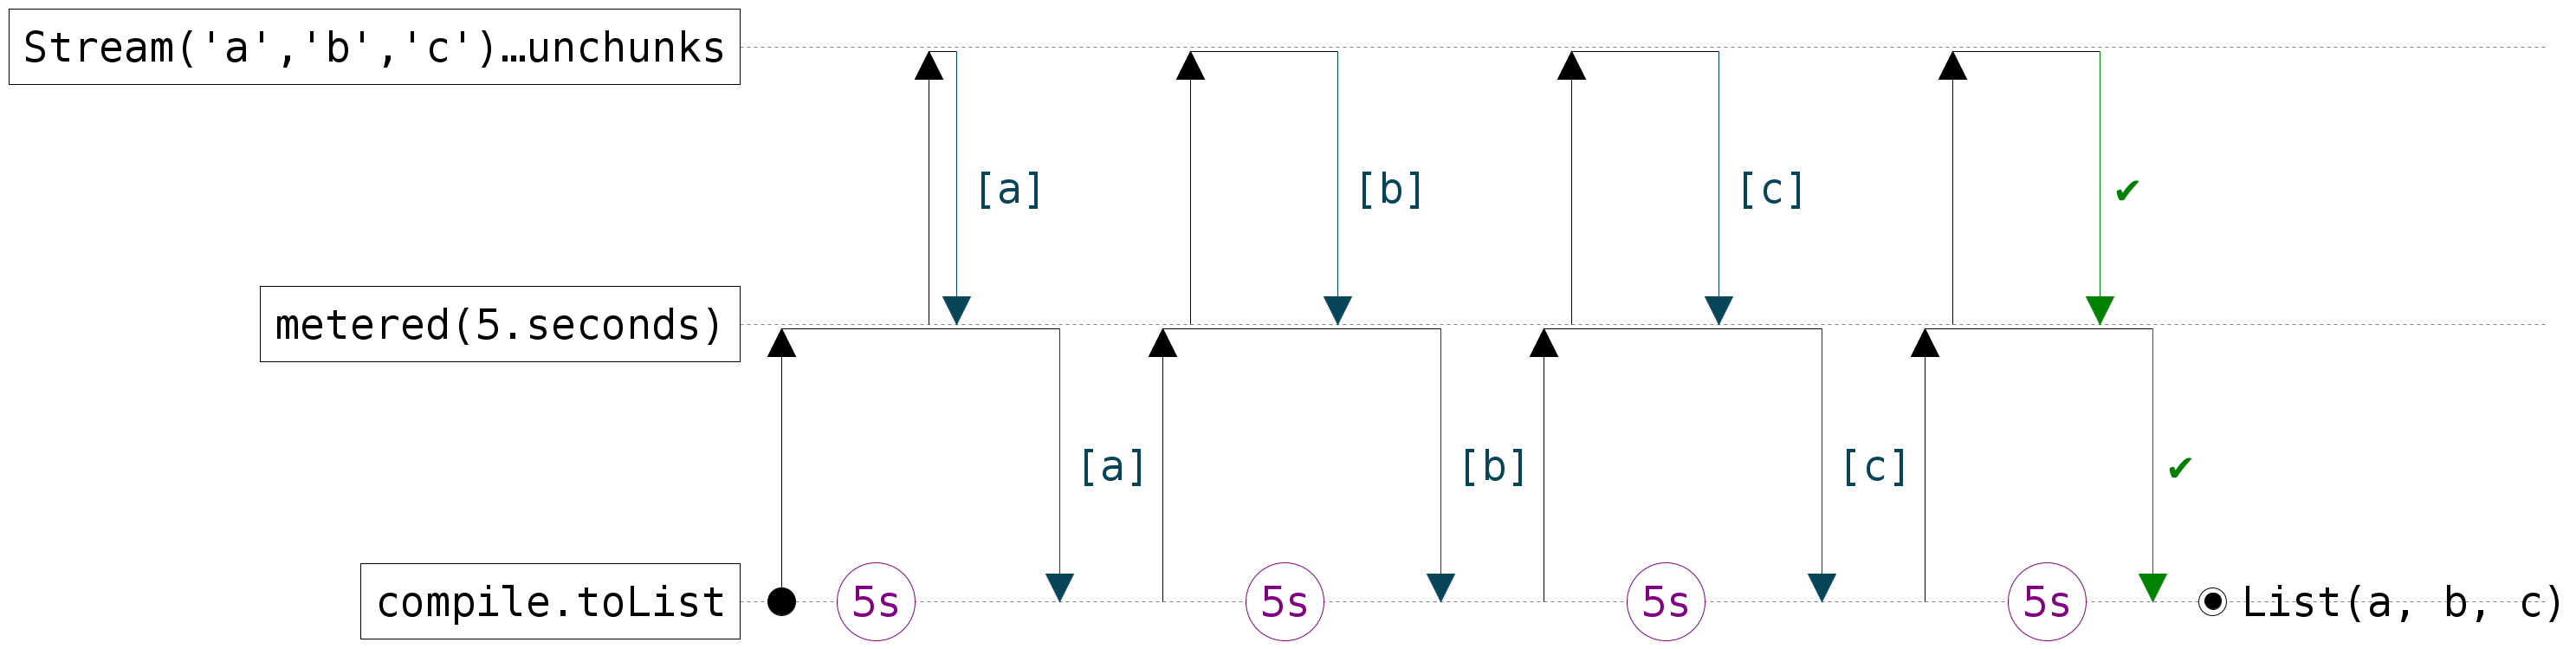 Stream('a','b','c')…unchunks
[a] [b] [c] ✔
metered(5.seconds)
[a] [b] [c] ✔
compile.toList 5s 5s 5s 5s List(a, b, c)